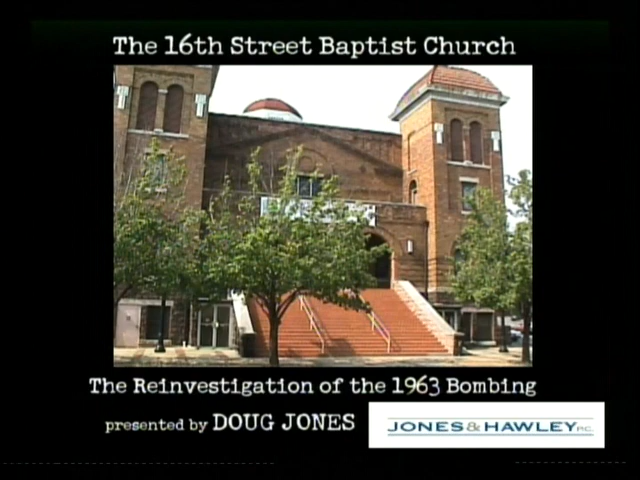 The 16th Street Baptist Church
The Reinvestigation of the 1963 Bombing
presented by DOUG JONES
JONES & HAWLEY P.C.